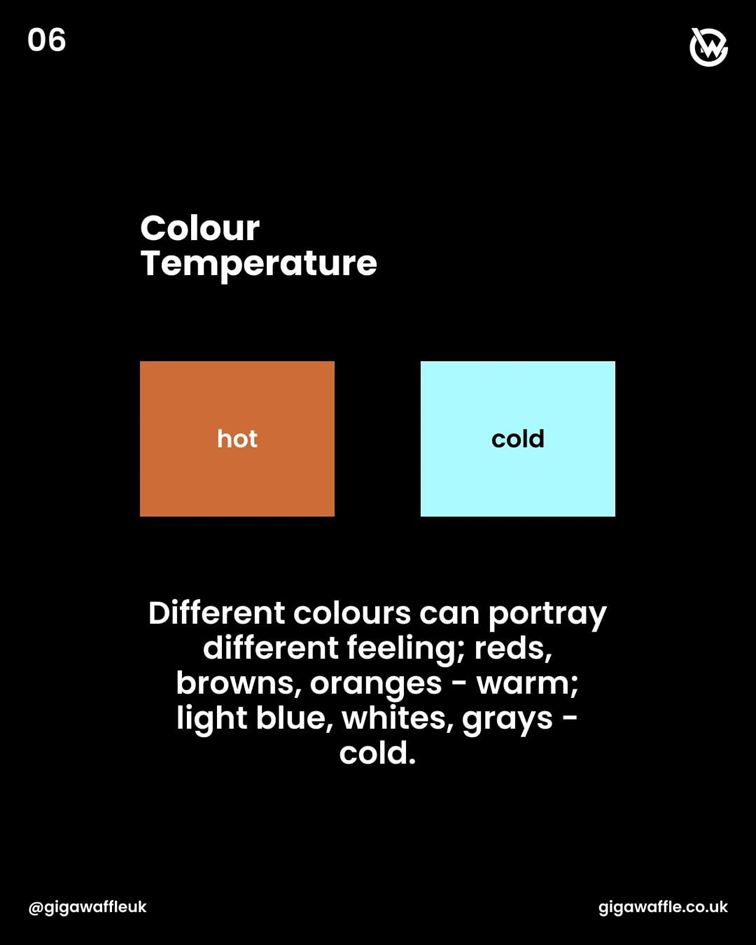 06
Colour
Temperature
hot
cold
Different colours can portray
different feeling; reds,
browns, oranges - warm;
light blue, whites, grays -
cold.
@gigawaffleuk
gigawaffle.co.uk